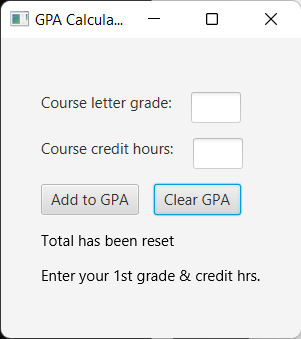 GPA Calcula...
Course letter grade:
Course credit hours:
Add to GPA Clear GPA
Total has been reset
Enter your 1st grade & credit hrs.